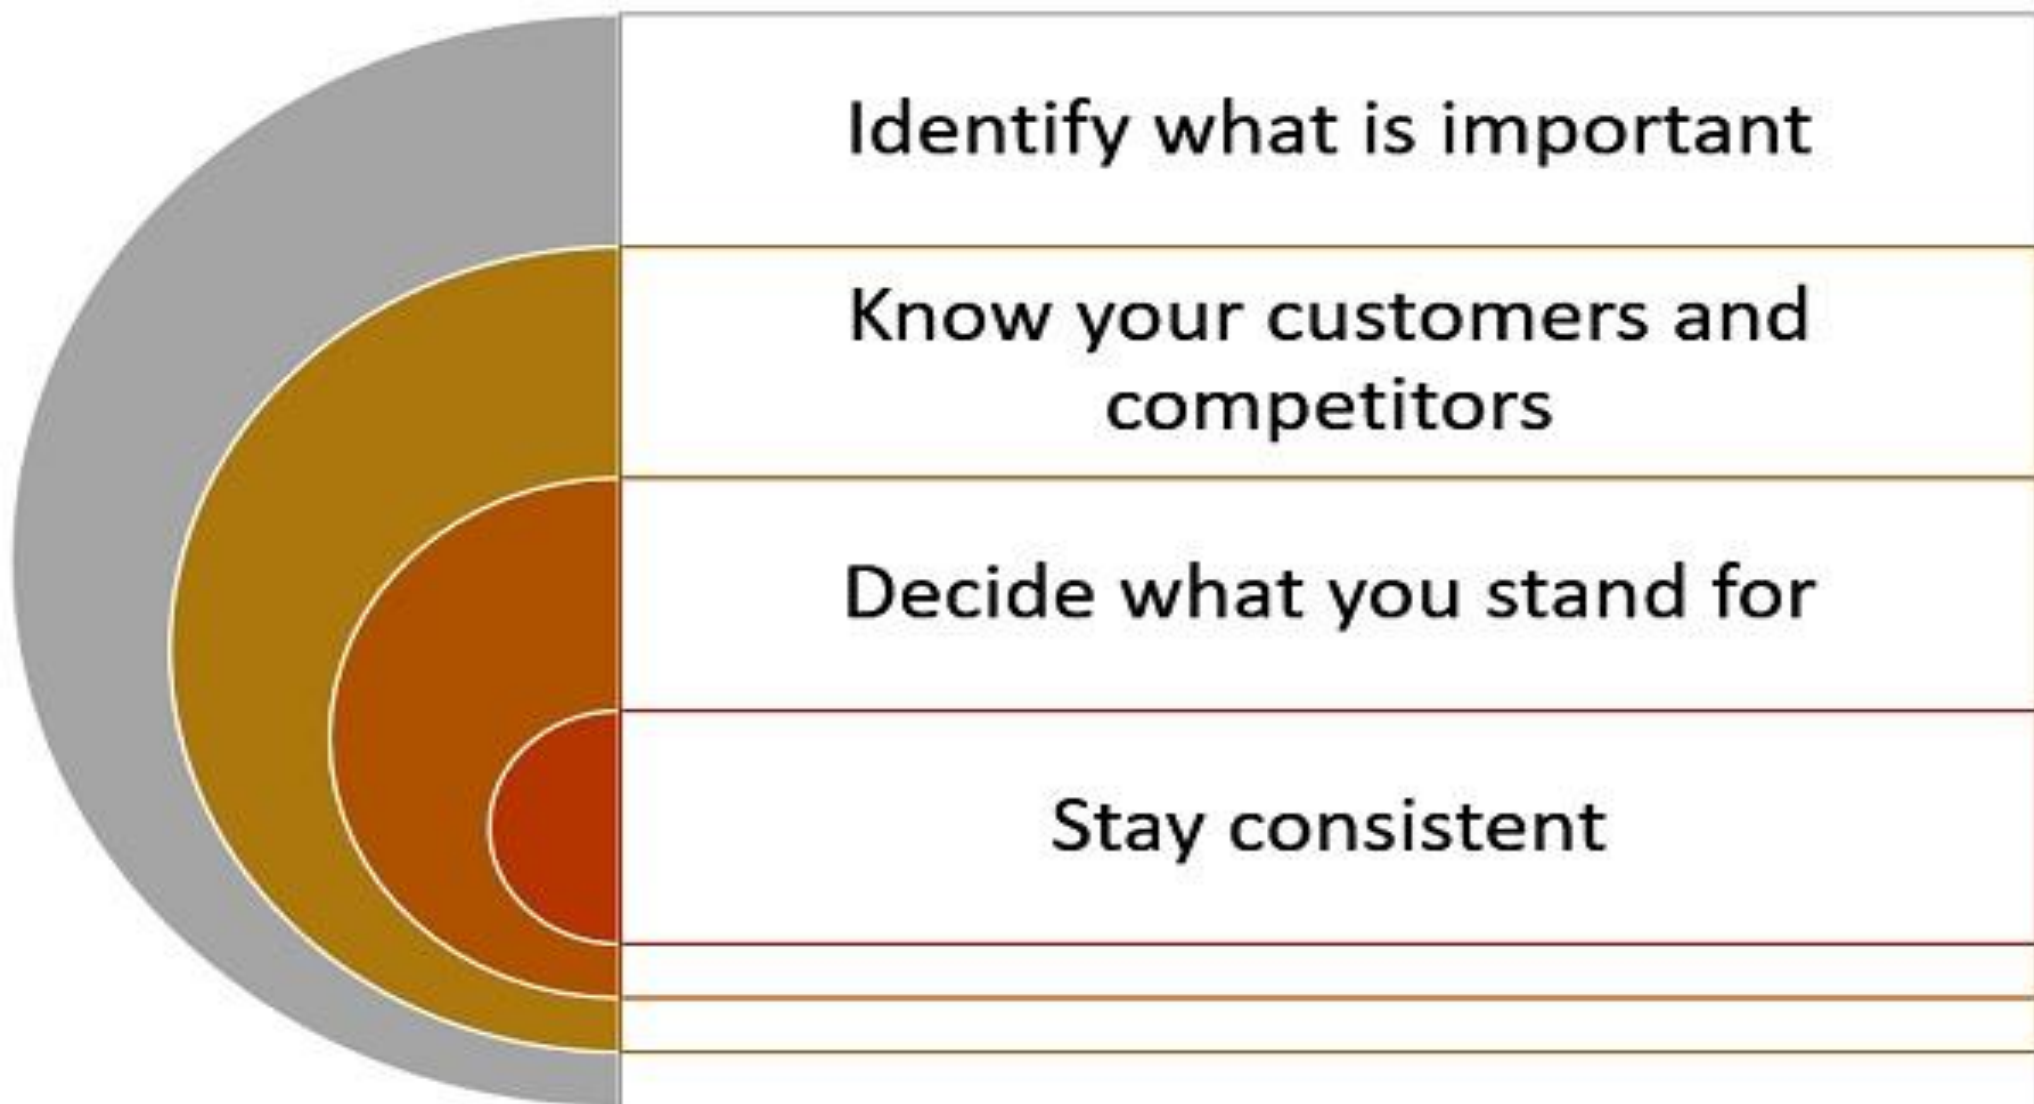 Identify what is important
Know your customers and
competitors
Decide what you stand for
Stay consistent